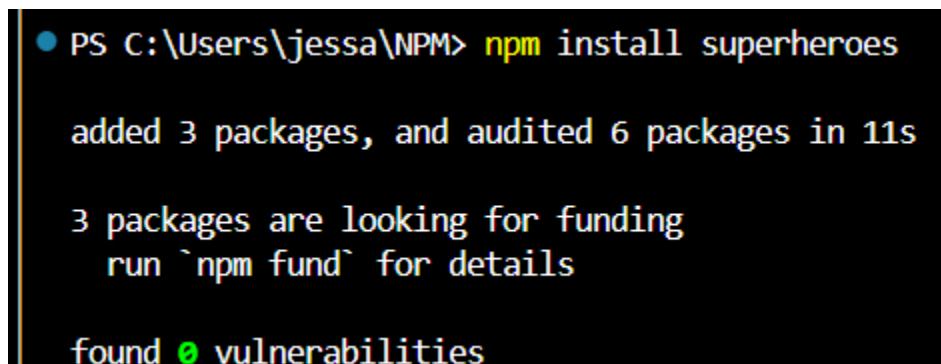 PS C:\Users\jessa\NPM> npm install superheroes
added 3 packages, and audited 6 packages in 11s
3 packages are looking for funding
run `npm fund` for details
found 0 vulnerabilities